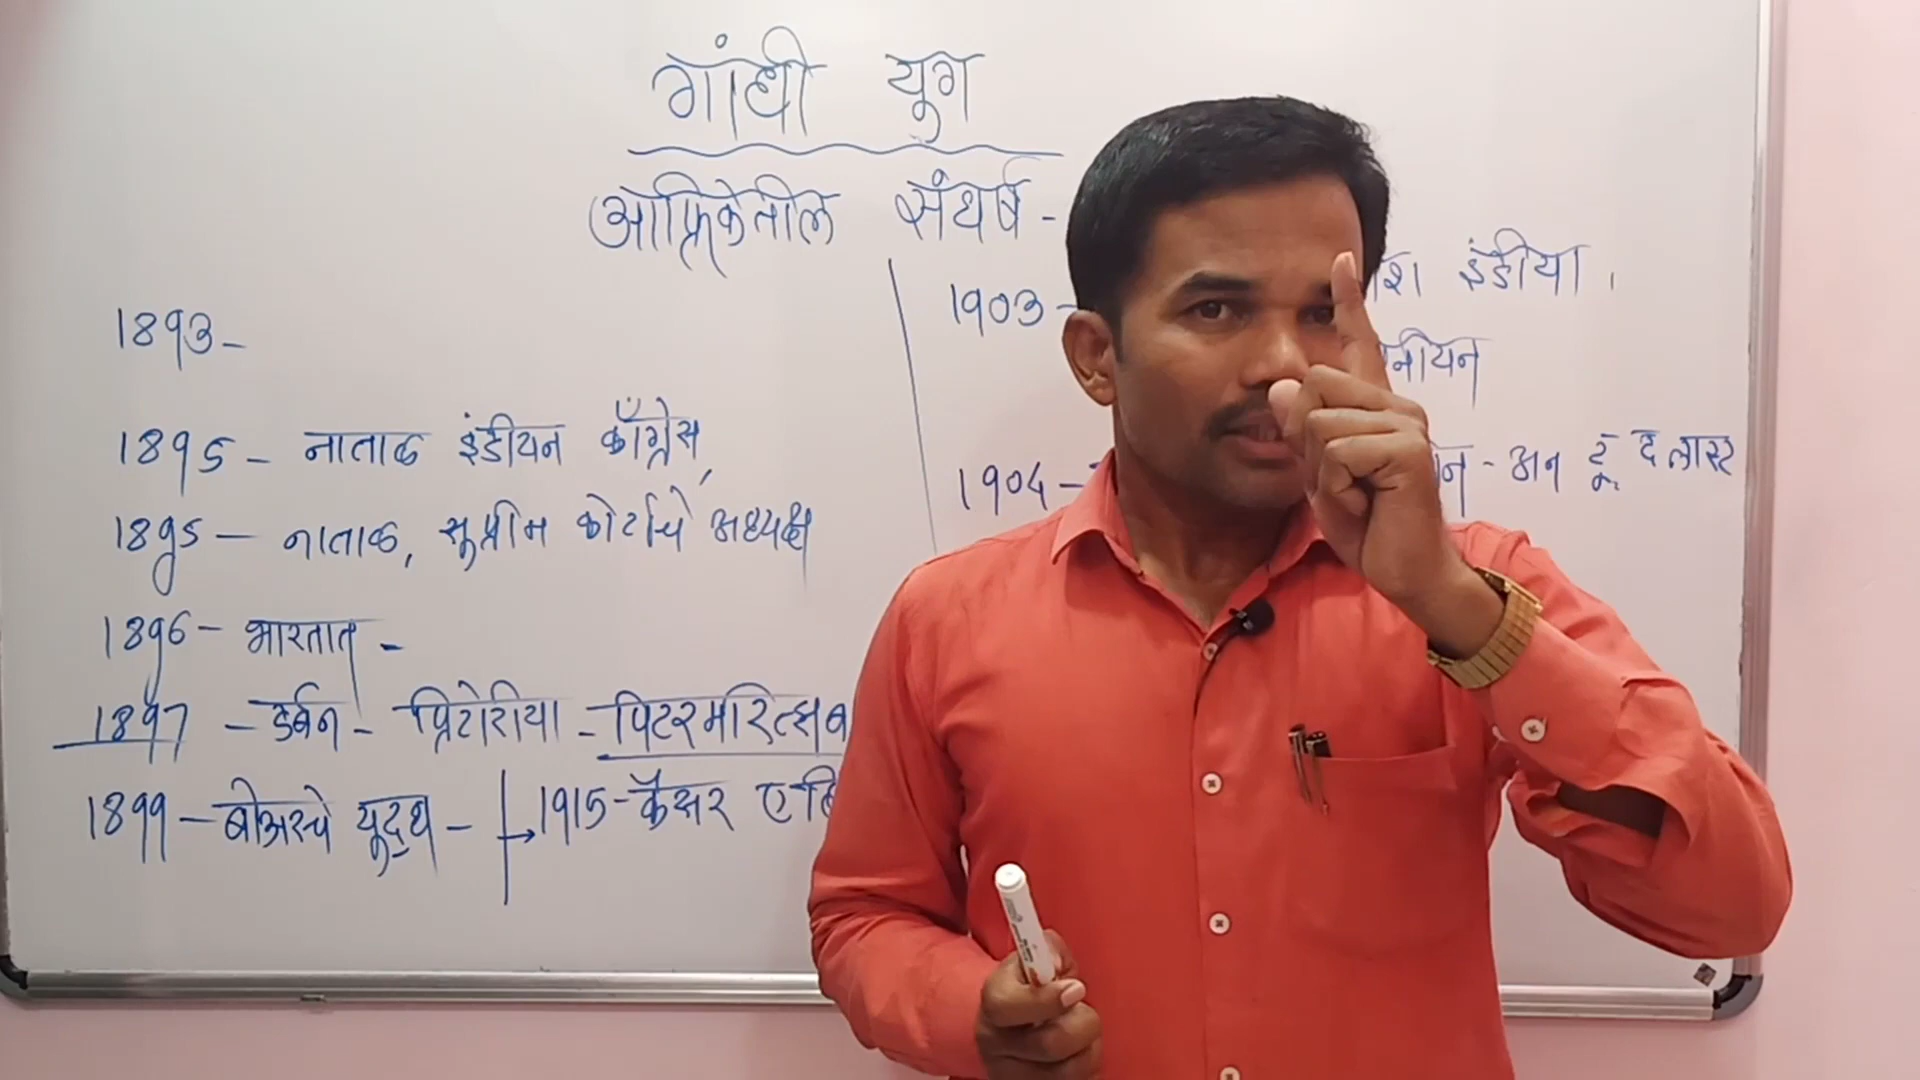 गांधी युग
आफ्रिकेतील संघर्ष -
1893 -
1895 - नाताळ इंडीयन काँग्रेस,
1895 - नाताळ, सुप्रीम कोर्टाचे अध्यक्ष
1896 - भारतात -
1897 - डर्बन - प्रिटोरीया - पिटरमरित्झब
1899 - बोअरचे युद्ध - → 1915 - कैसर ए हि
1903 - इंडीया ।
नीयन
1904 - न - अन टू द लास्ट